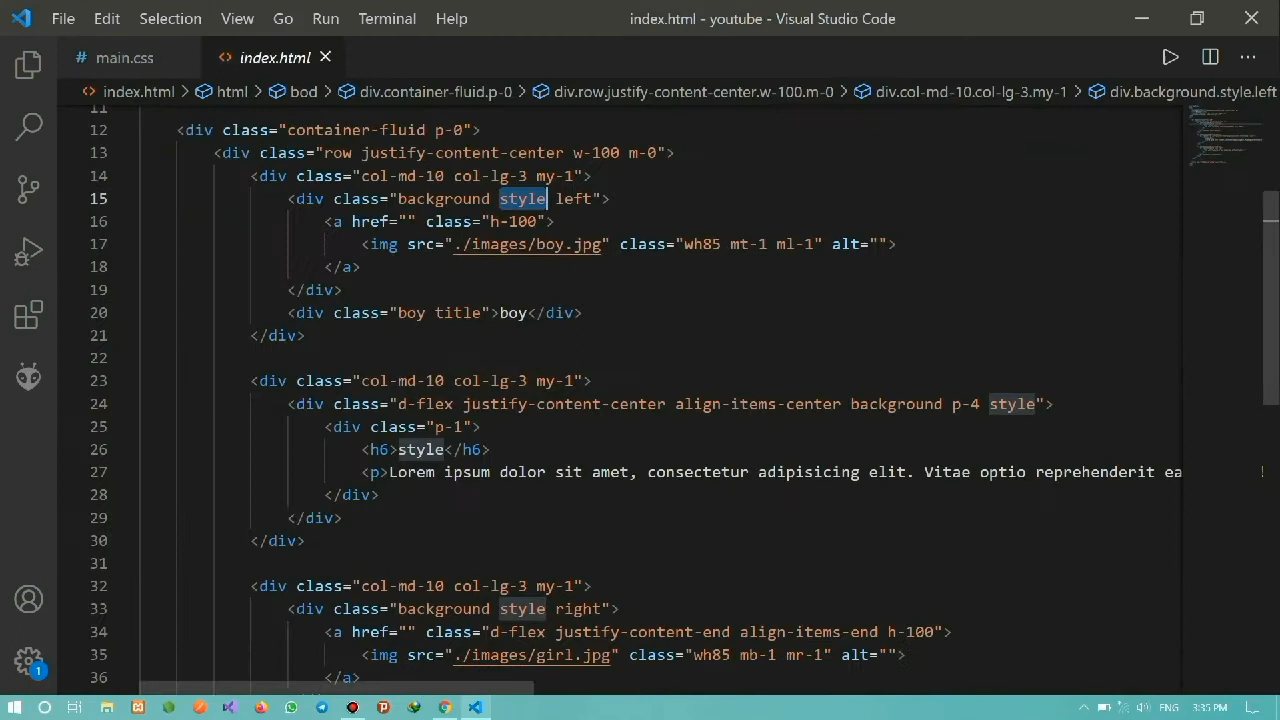 File Edit Selection View Go Run Terminal Help index.html - youtube - Visual Studio Code
# main.css <> index.html
<> index.html > html > bod > div.container-fluid.p-0 > div.row.justify-content-center.w-100.m-0 > div.col-md-10.col-lg-3.my-1 > div.background.style.left
11
12 <div class="container-fluid p-0">
13 <div class="row justify-content-center w-100 m-0">
14 <div class="col-md-10 col-lg-3 my-1">
15 <div class="background style left">
16 <a href="" class="h-100">
17 <img src="./images/boy.jpg" class="wh85 mt-1 ml-1" alt="">
18 </a>
19 </div>
20 <div class="boy title">boy</div>
21 </div>
22
23 <div class="col-md-10 col-lg-3 my-1">
24 <div class="d-flex justify-content-center align-items-center background p-4 style">
25 <div class="p-1">
26 <h6>style</h6>
27 <p>Lorem ipsum dolor sit amet, consectetur adipisicing elit. Vitae optio reprehenderit ea
28 </div>
29 </div>
30 </div>
31
32 <div class="col-md-10 col-lg-3 my-1">
33 <div class="background style right">
34 <a href="" class="d-flex justify-content-end align-items-end h-100">
35 <img src="./images/girl.jpg" class="wh85 mb-1 mr-1" alt="">
36 </a>
1
ENG 3:35 PM